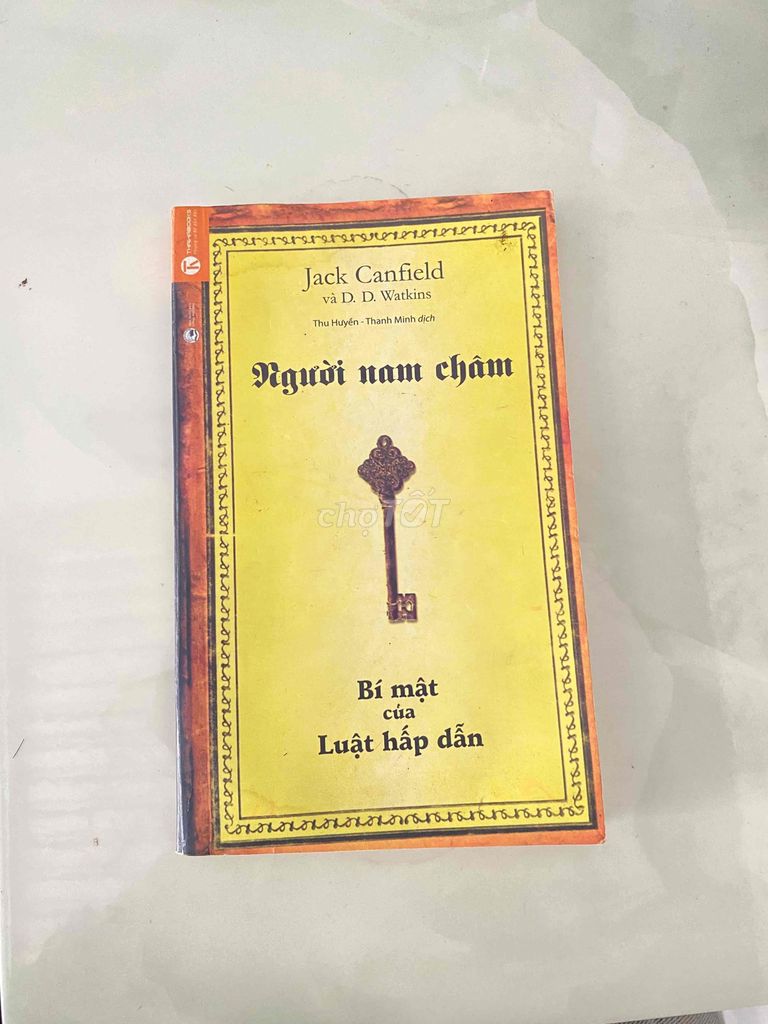 THAIHABOOKS
Jack Canfield
và D. D. Watkins
Thu Huyền - Thanh Minh dịch
Người nam châm
chợTỐT
Bí mật
của
Luật hấp dẫn